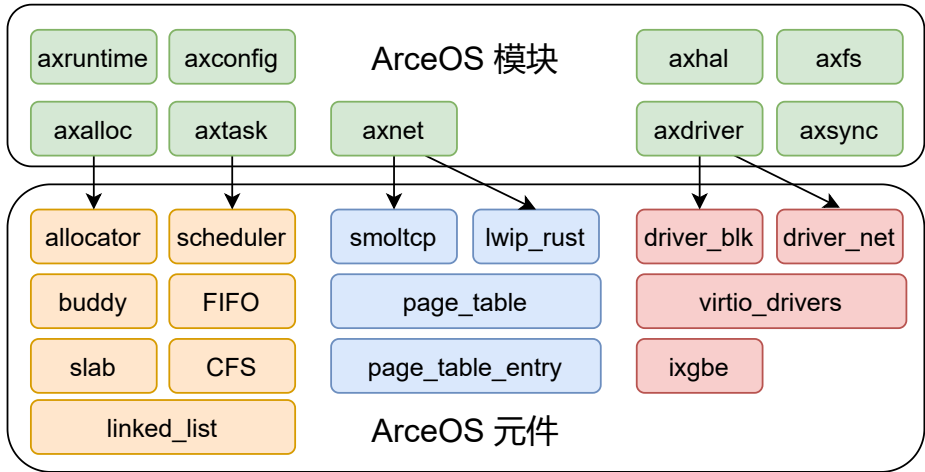 axruntime axconfig ArceOS 模块 axhal axfs
axalloc axtask axnet axdriver axsync
allocator scheduler smoltcp lwip_rust driver_blk driver_net
buddy FIFO page_table virtio_drivers
slab CFS page_table_entry ixgbe
linked_list ArceOS 元件